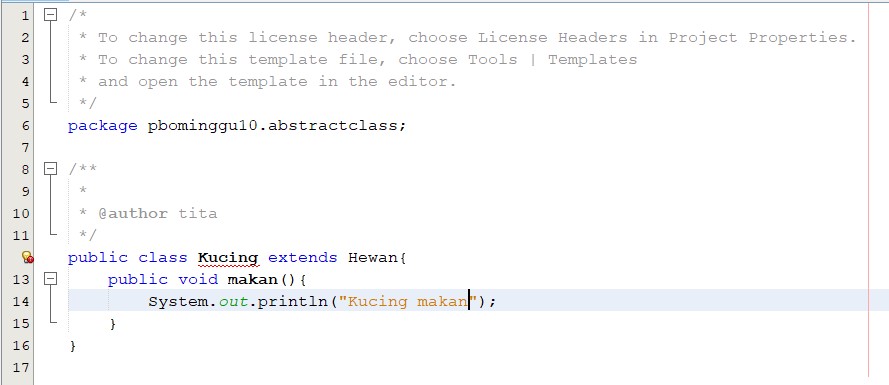 1 /*
2 * To change this license header, choose License Headers in Project Properties.
3 * To change this template file, choose Tools | Templates
4 * and open the template in the editor.
5 */
6 package pbominggu10.abstractclass;
7
8 /**
9 *
10 * @author tita
11 */
public class Kucing extends Hewan{
13 public void makan(){
14 System.out.println("Kucing makan");
15 }
16 }
17